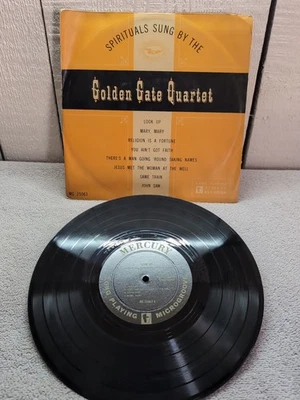 SPIRITUALS SUNG BY THE
Golden Gate Quartet
LOOK UP
MARY, MARY
RELIGION IS A FORTUNE
YOU AIN'T GOT FAITH
THERE'S A MAN GOING ROUND TAKING NAMES
JESUS MET THE WOMAN AT THE WELL
SAME TRAIN
JOHN SAW
MERCURY
LONG PLAYING MICROGROOVE